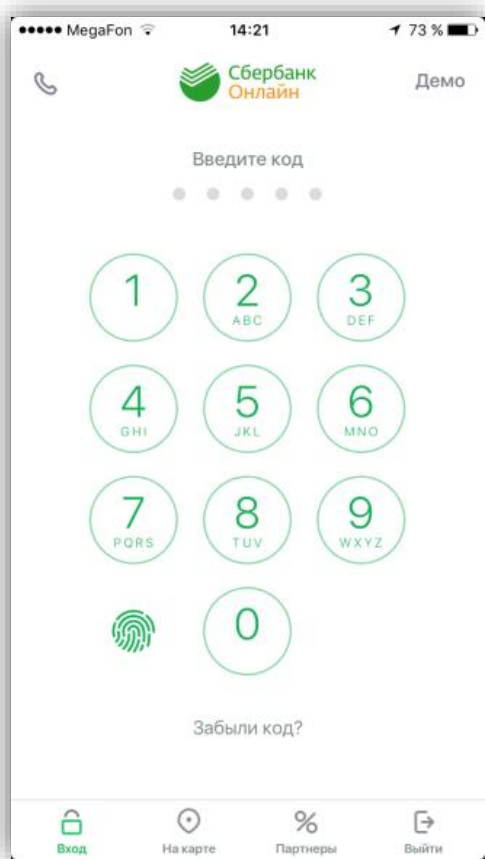 MegaFon 14:21 73 %
Сбербанк
Онлайн
Демо
Введите код
1 2 3
ABC DEF
4 5 6
GHI JKL MNO
7 8 9
PQRS TUV WXYZ
0
Забыли код?
Вход На карте Партнеры Выйти